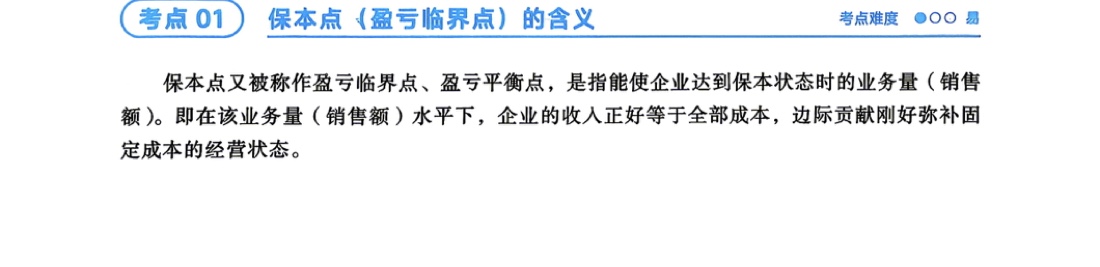 考点 01 保本点（盈亏临界点）的含义 考点难度 易
保本点又被称作盈亏临界点、盈亏平衡点，是指能使企业达到保本状态时的业务量（销售
额）。即在该业务量（销售额）水平下，企业的收入正好等于全部成本，边际贡献刚好弥补固
定成本的经营状态。